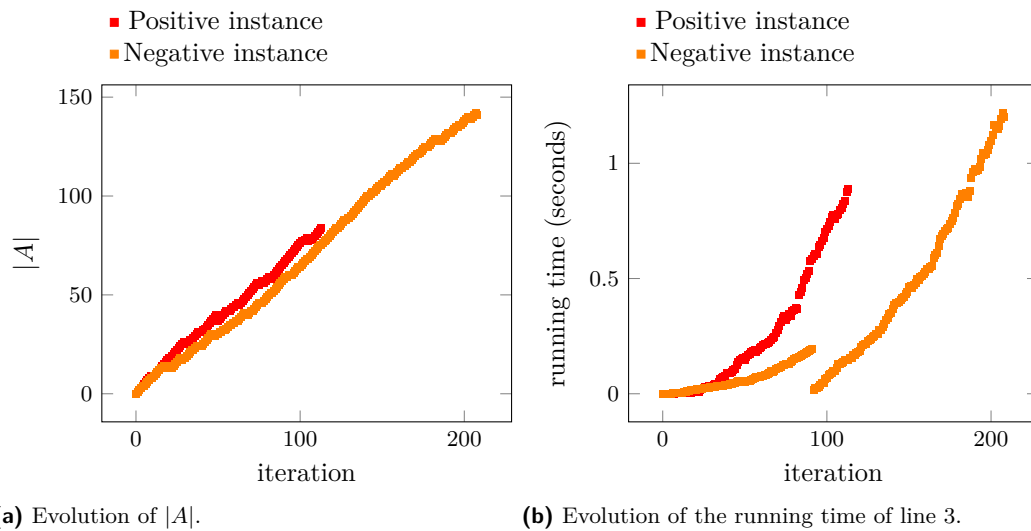 Positive instance
Negative instance
150
100
50
0
0
100
200
|A|
iteration
(a) Evolution of |A|.
Positive instance
Negative instance
1
0.5
0
0
100
200
running time (seconds)
iteration
(b) Evolution of the running time of line 3.